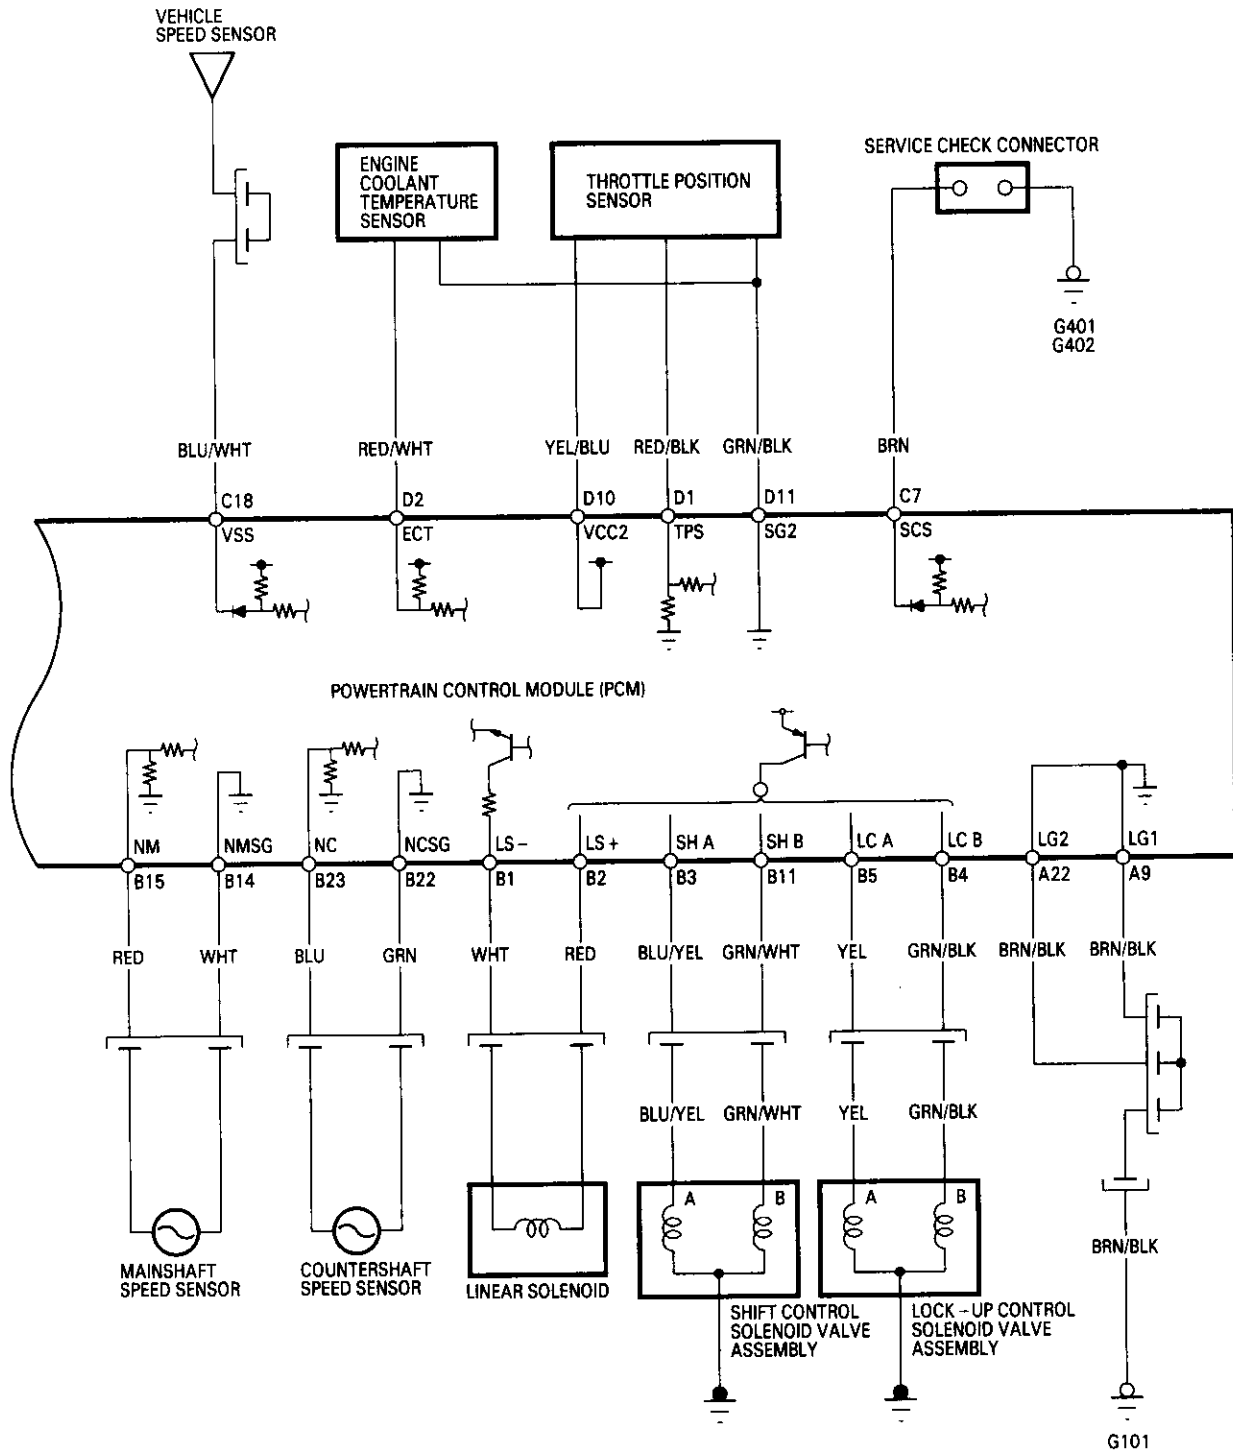 VEHICLE
SPEED SENSOR
ENGINE
COOLANT
TEMPERATURE
SENSOR
THROTTLE POSITION
SENSOR
SERVICE CHECK CONNECTOR
G401
G402
BLU/WHT
RED/WHT
YEL/BLU
RED/BLK
GRN/BLK
BRN
C18
D2
D10
D1
D11
C7
VSS
ECT
VCC2
TPS
SG2
SCS
POWERTRAIN CONTROL MODULE (PCM)
NM
NMSG
NC
NCSG
LS –
LS +
SH A
SH B
LC A
LC B
LG2
LG1
B15
B14
B23
B22
B1
B2
B3
B11
B5
B4
A22
A9
RED
WHT
BLU
GRN
WHT
RED
BLU/YEL
GRN/WHT
YEL
GRN/BLK
BRN/BLK
BRN/BLK
BLU/YEL
GRN/WHT
YEL
GRN/BLK
A
B
A
B
BRN/BLK
MAINSHAFT
SPEED SENSOR
COUNTERSHAFT
SPEED SENSOR
LINEAR SOLENOID
SHIFT CONTROL
SOLENOID VALVE
ASSEMBLY
LOCK – UP CONTROL
SOLENOID VALVE
ASSEMBLY
G101